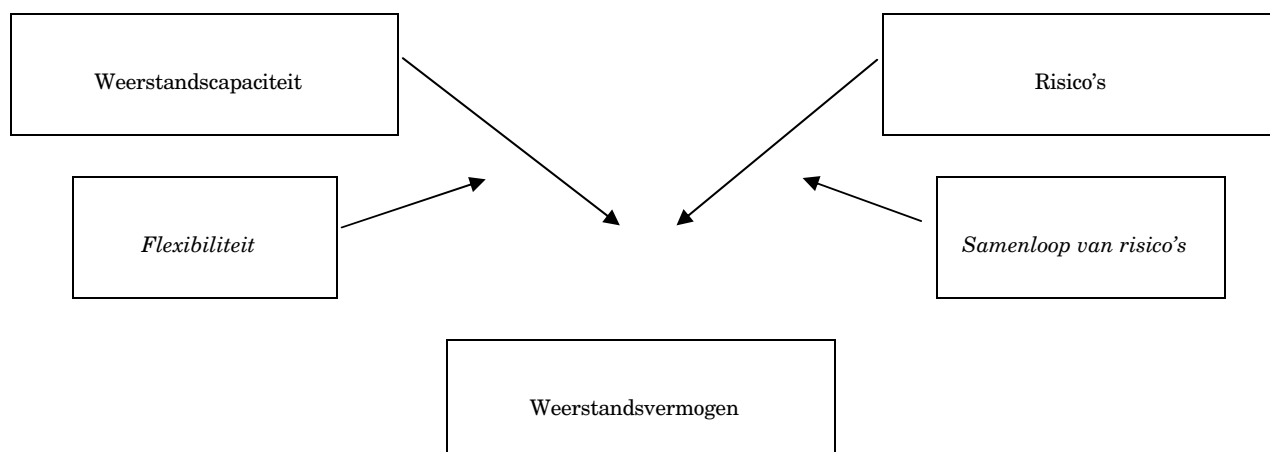 Weerstandscapaciteit
Risico’s
Flexibiliteit
Samenloop van risico’s
Weerstandsvermogen